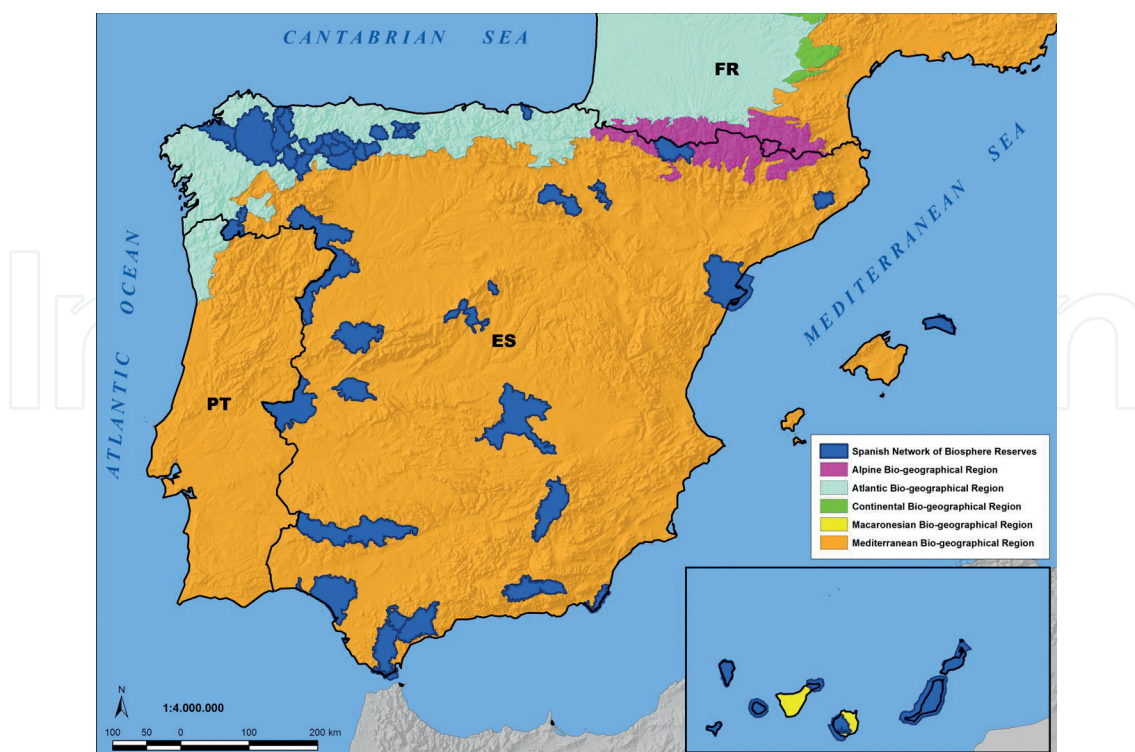 CANTABRIAN SEA
FR
ATLANTIC OCEAN
MEDITERRANEAN SEA
ES
PT
Spanish Network of Biosphere Reserves
Alpine Bio-geographical Region
Atlantic Bio-geographical Region
Continental Bio-geographical Region
Macaronesian Bio-geographical Region
Mediterranean Bio-geographical Region
N
1:4.000.000
100 50 0 100 200 km